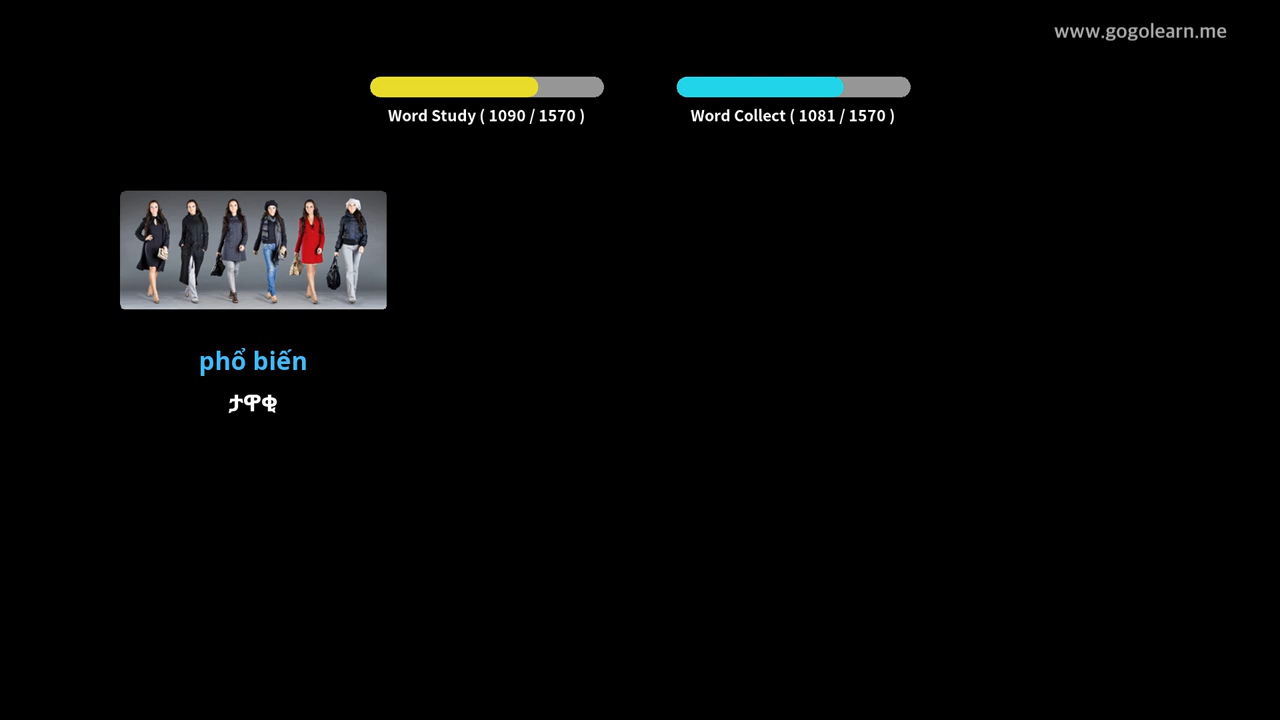 www.gogolearn.me
Word Study ( 1090 / 1570 )
Word Collect ( 1081 / 1570 )
phổ biến
ታዋቂ